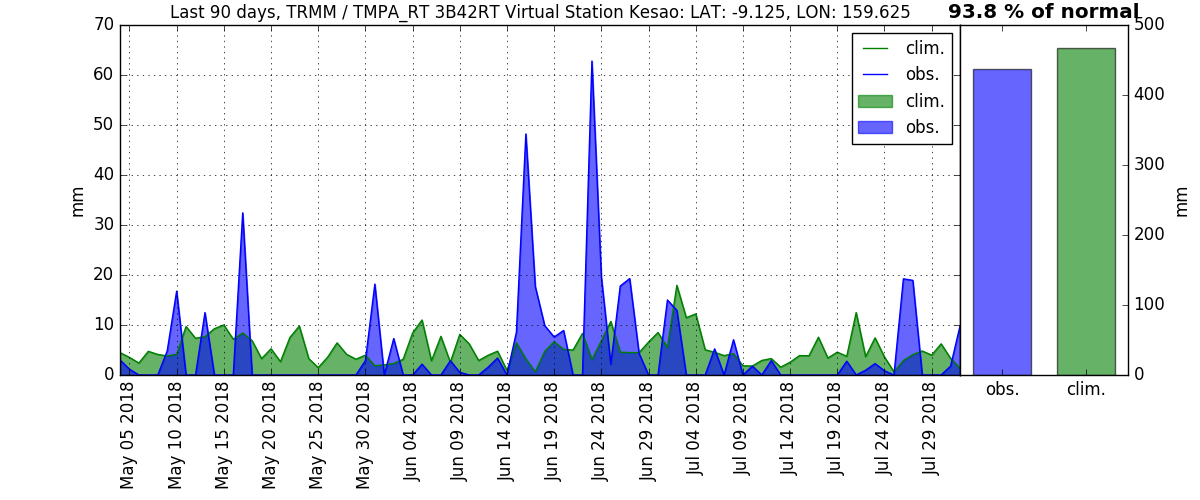 Last 90 days, TRMM / TMPA_RT 3B42RT Virtual Station Kesao: LAT: -9.125, LON: 159.625
93.8 % of normal
70
60
50
40
30
20
10
0
mm
clim.
obs.
clim.
obs.
May 05 2018
May 10 2018
May 15 2018
May 20 2018
May 25 2018
May 30 2018
Jun 04 2018
Jun 09 2018
Jun 14 2018
Jun 19 2018
Jun 24 2018
Jun 29 2018
Jul 04 2018
Jul 09 2018
Jul 14 2018
Jul 19 2018
Jul 24 2018
Jul 29 2018
500
400
300
200
100
0
mm
obs.
clim.